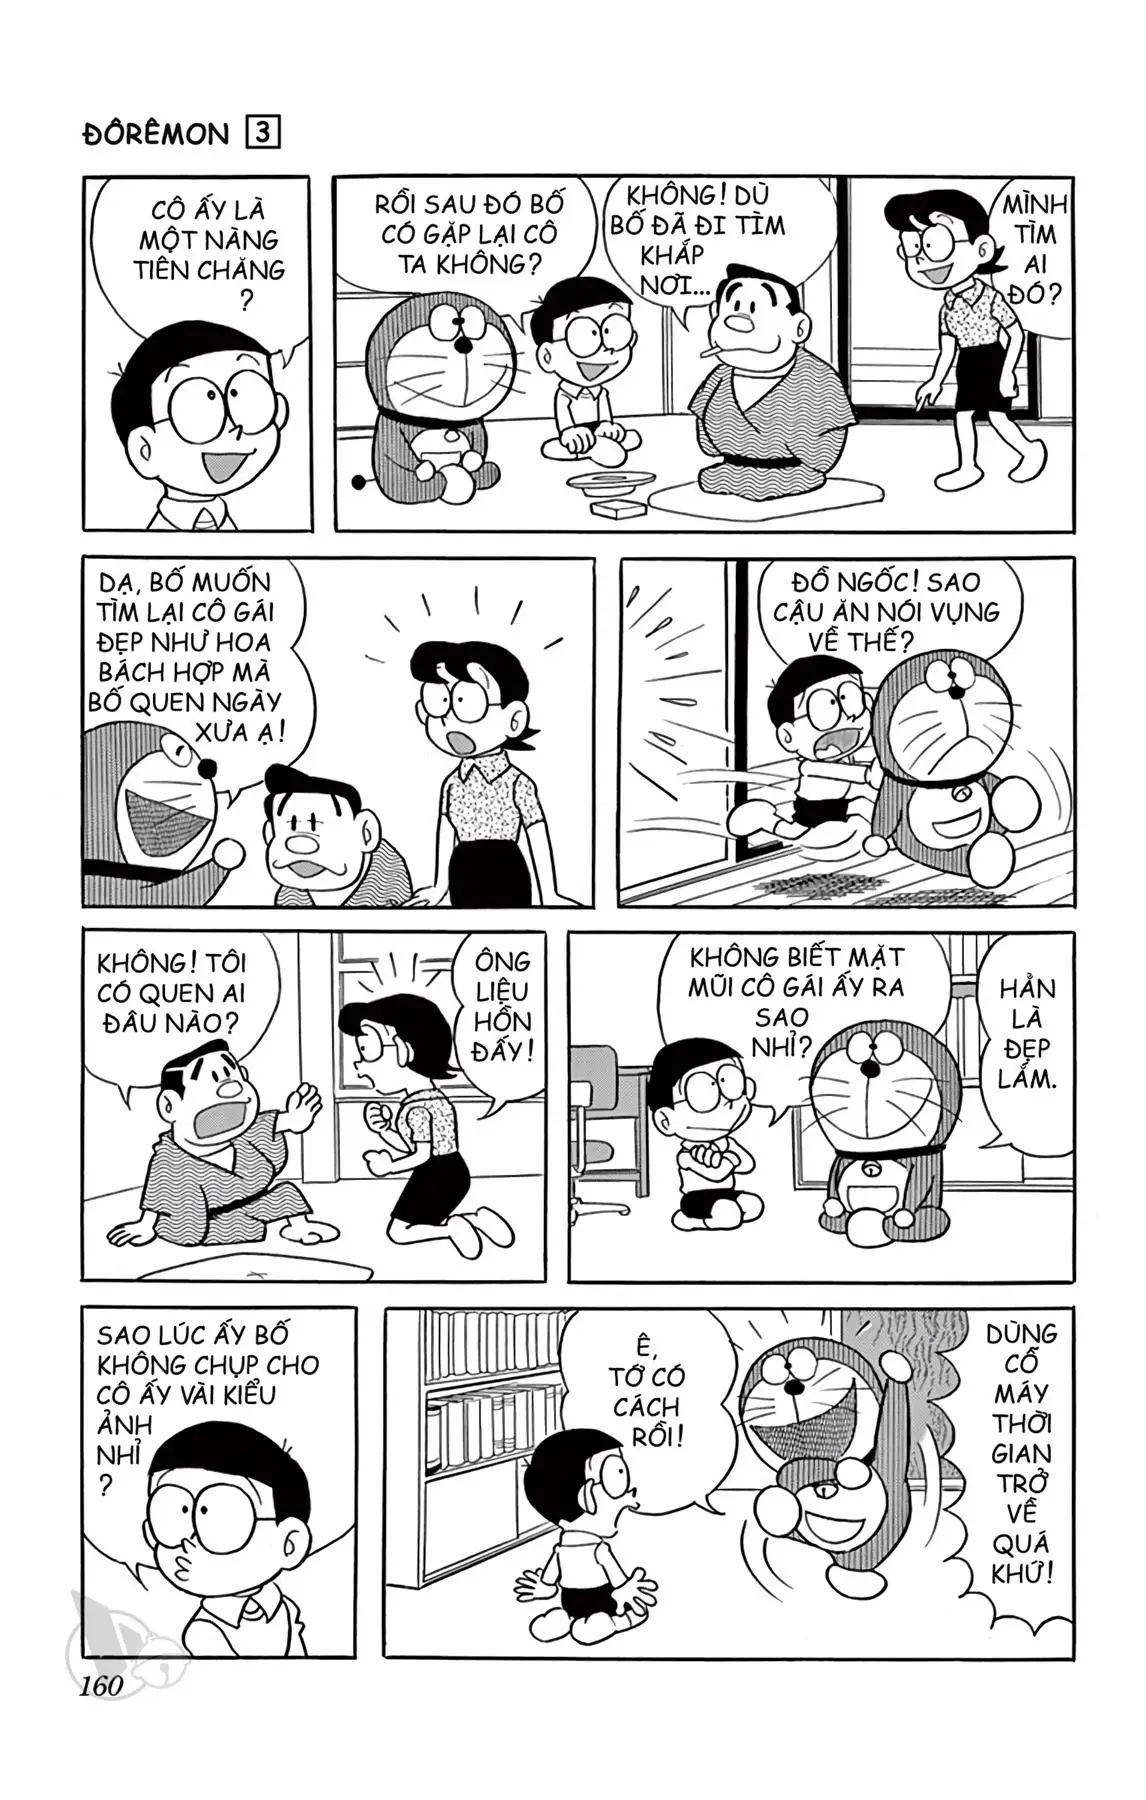 ĐÔRÊMON 3
CÔ ẤY LÀ
MỘT NÀNG
TIÊN CHĂNG
?
RỒI SAU ĐÓ BỐ
CÓ GẶP LẠI CÔ
TA KHÔNG?
KHÔNG! DÙ
BỐ ĐÃ ĐI TÌM
KHẮP
NƠI...
MÌNH
TÌM
AI
ĐÓ?
DẠ, BỐ MUỐN
TÌM LẠI CÔ GÁI
ĐẸP NHƯ HOA
BÁCH HỢP MÀ
BỐ QUEN NGÀY
XƯA Ạ!
ĐỒ NGỐC! SAO
CẬU ĂN NÓI VỤNG
VỀ THẾ?
KHÔNG! TÔI
CÓ QUEN AI
ĐÂU NÀO?
ÔNG
LIỆU
HỒN
ĐẤY!
KHÔNG BIẾT MẶT
MŨI CÔ GÁI ẤY RA
SAO
NHỈ?
HẲN
LÀ
ĐẸP
LẮM.
SAO LÚC ẤY BỐ
KHÔNG CHỤP CHO
CÔ ẤY VÀI KIỂU
ẢNH
NHỈ
?
Ê,
TỚ CÓ
CÁCH
RỒI!
DÙNG
CỖ
MÁY
THỜI
GIAN
TRỞ
VỀ
QUÁ
KHỨ!
160